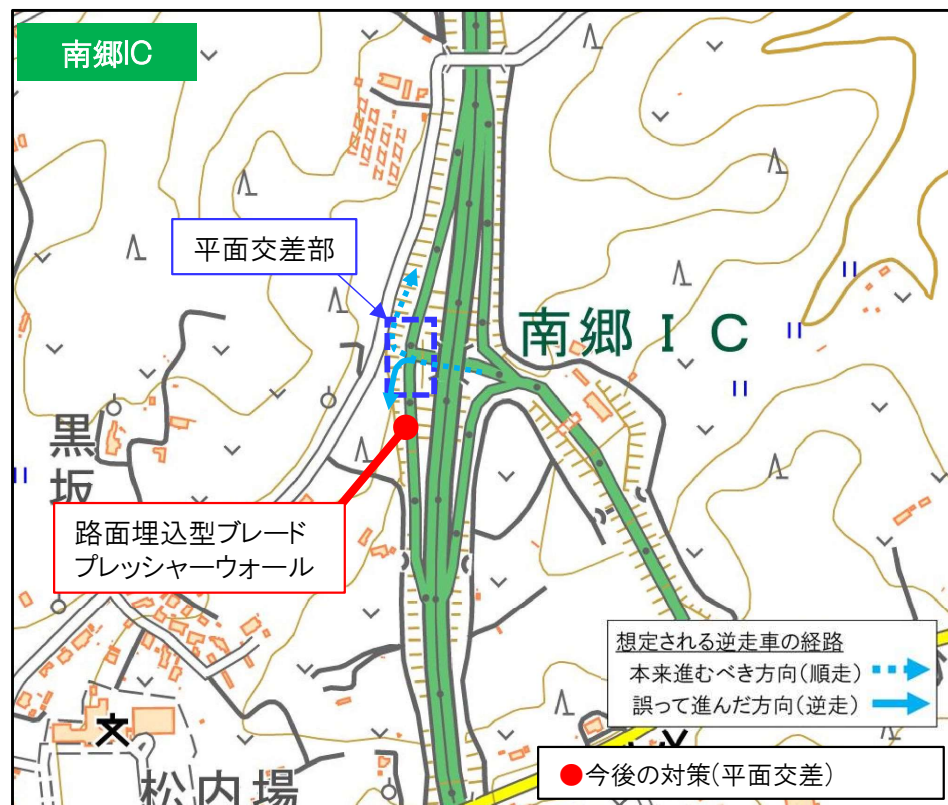 南郷IC
平面交差部
南郷IC
黒坂
路面埋込型ブレード
プレッシャーウォール
想定される逆走車の経路
本来進むべき方向(順走)
誤って進んだ方向(逆走)
●今後の対策(平面交差)
松内場